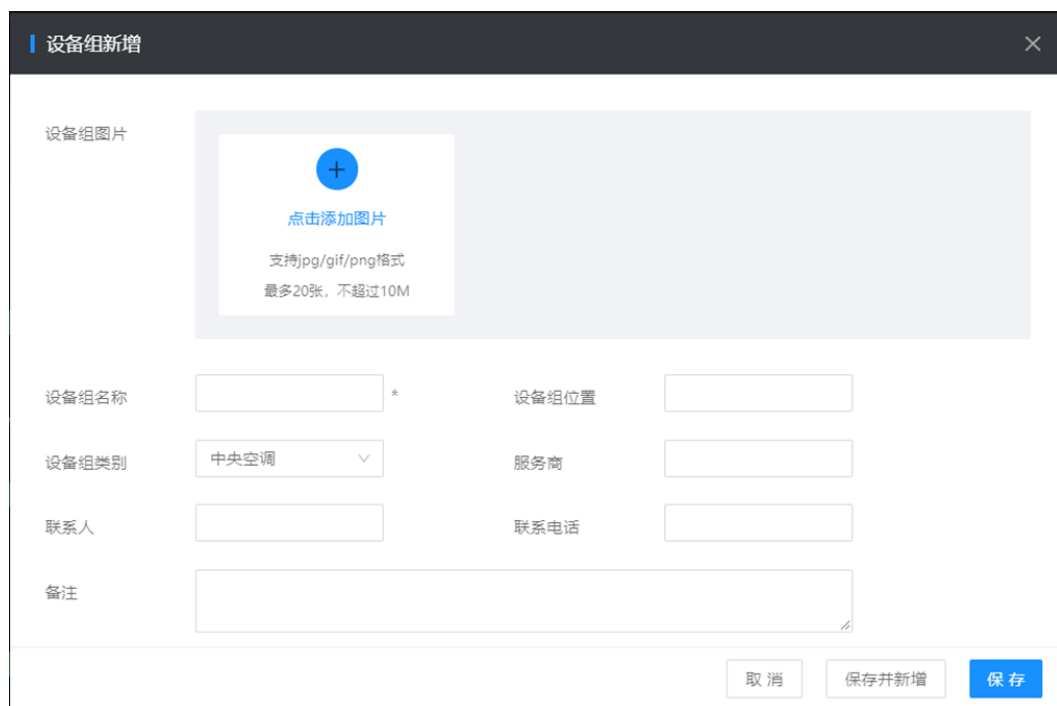 设备组新增
设备组图片
点击添加图片
支持jpg/gif/png格式
最多20张，不超过10M
设备组名称 * 设备组位置
设备组类别 中央空调 服务商
联系人 联系电话
备注
取消 保存并新增 保存